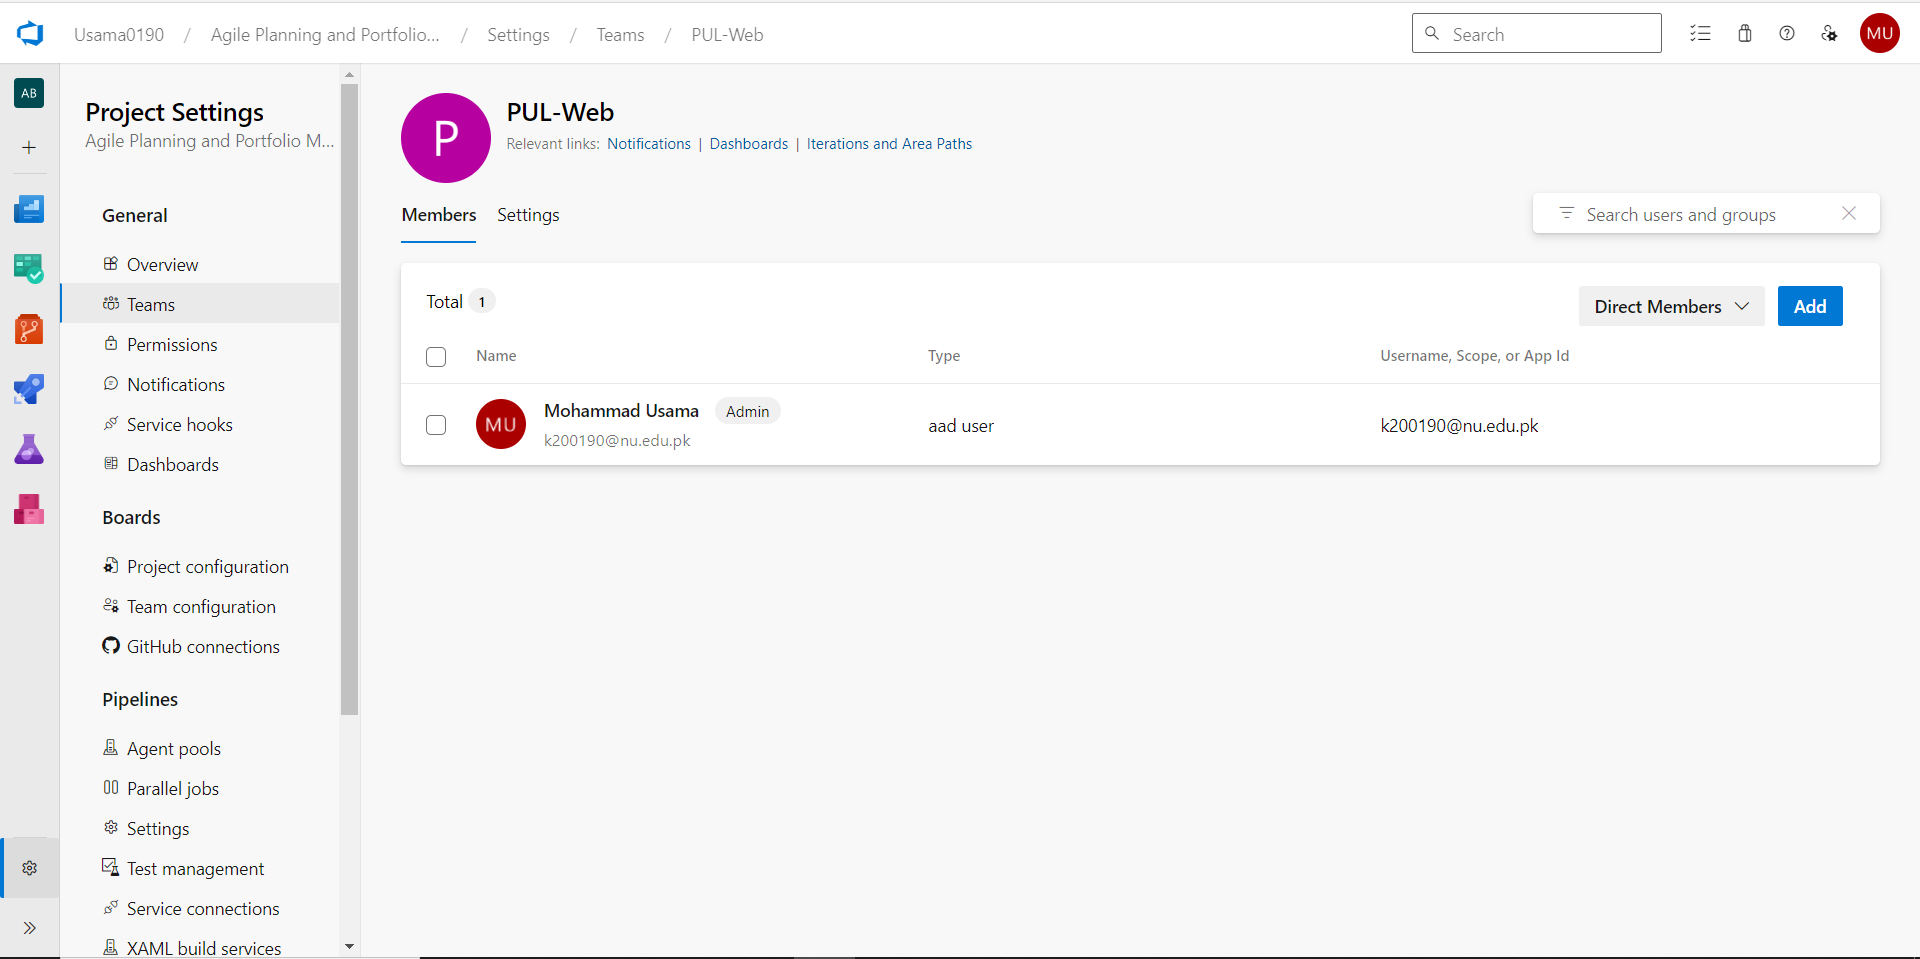 Usama0190 / Agile Planning and Portfolio... / Settings / Teams / PUL-Web
Search
MU
AB
Project Settings
Agile Planning and Portfolio M...
General
Overview
Teams
Permissions
Notifications
Service hooks
Dashboards
Boards
Project configuration
Team configuration
GitHub connections
Pipelines
Agent pools
Parallel jobs
Settings
Test management
Service connections
XAML build services
P
PUL-Web
Relevant links: Notifications | Dashboards | Iterations and Area Paths
Members Settings
Search users and groups
Total 1
Direct Members
Add
Name Type Username, Scope, or App Id
MU
Mohammad Usama Admin
k200190@nu.edu.pk
aad user
k200190@nu.edu.pk